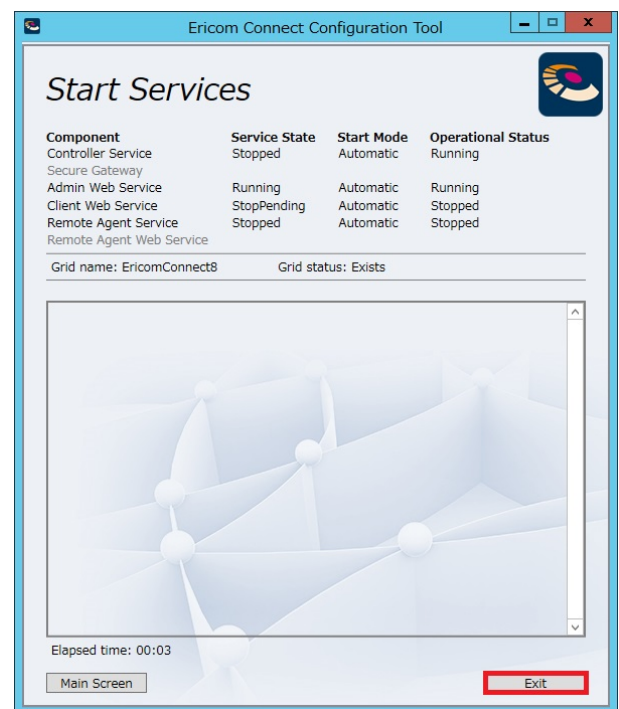 Ericom Connect Configuration Tool
Start Services
Component Service State Start Mode Operational Status
Controller Service Stopped Automatic Running
Secure Gateway
Admin Web Service Running Automatic Running
Client Web Service StopPending Automatic Stopped
Remote Agent Service Stopped Automatic Stopped
Remote Agent Web Service
Grid name: EricomConnect8 Grid status: Exists
Elapsed time: 00:03
Main Screen Exit